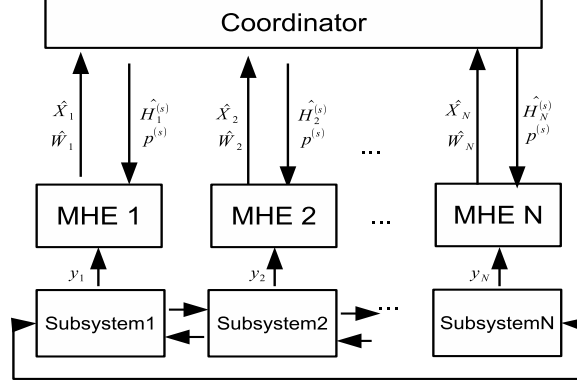 Coordinator
X̂₁ Ĥ₁⁽ˢ⁾ X̂₂ Ĥ₂⁽ˢ⁾ X̂_N Ĥ_N⁽ˢ⁾
Ŵ₁ p⁽ˢ⁾ Ŵ₂ p⁽ˢ⁾ ... Ŵ_N p⁽ˢ⁾
MHE 1 MHE 2 ... MHE N
y₁ y₂ y_N
Subsystem1 Subsystem2 ... SubsystemN